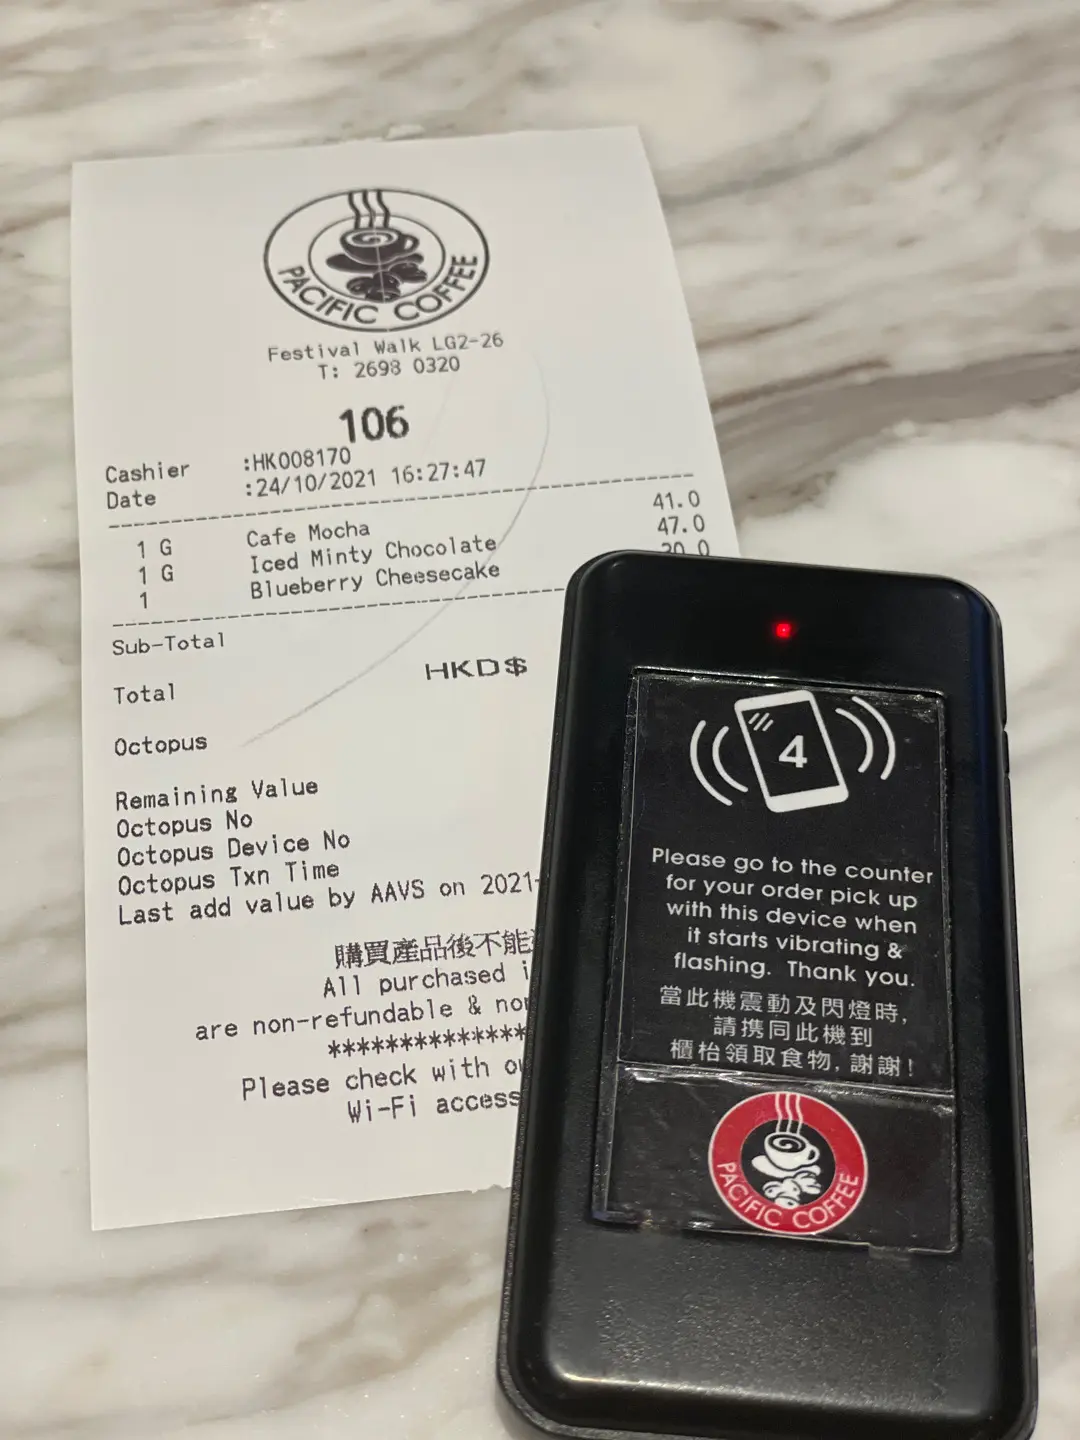 PACIFIC COFFEE
Festival Walk LG2-26
T: 2698 0320
106
Cashier :HK008170
Date :24/10/2021 16:27:47
1 G Cafe Mocha 41.0
1 G Iced Minty Chocolate 47.0
1 Blueberry Cheesecake
Sub-Total
Total HKD$
Octopus
Remaining Value
Octopus No
Octopus Device No
Octopus Txn Time
Last add value by AAVS on 2021-
購買產品後不能
All purchased
are non-refundable &
**************
Please check with
Wi-Fi access
4
Please go to the counter
for your order pick up
with this device when
it starts vibrating &
flashing. Thank you.
當此機震動及閃燈時,
請携同此機到
櫃枱領取食物, 謝謝!
PACIFIC COFFEE